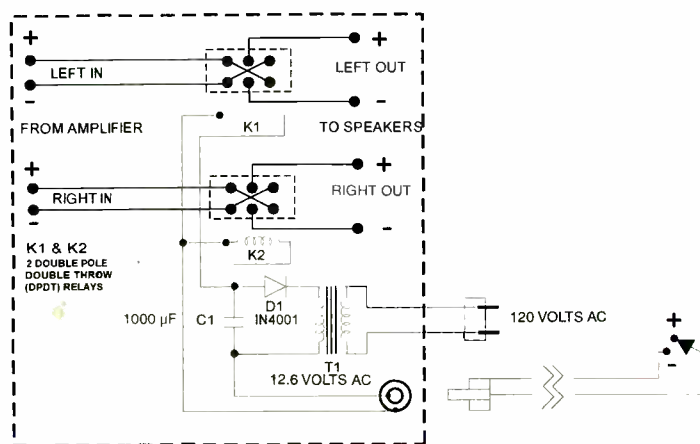 + +
LEFT IN LEFT OUT
- -
FROM AMPLIFIER K1 TO SPEAKERS
+ +
RIGHT IN RIGHT OUT
- -
K1 & K2
2 DOUBLE POLE
DOUBLE THROW
(DPDT) RELAYS
K2
D1
IN4001
1000 µF C1
120 VOLTS AC
T1
12.6 VOLTS AC
+
-